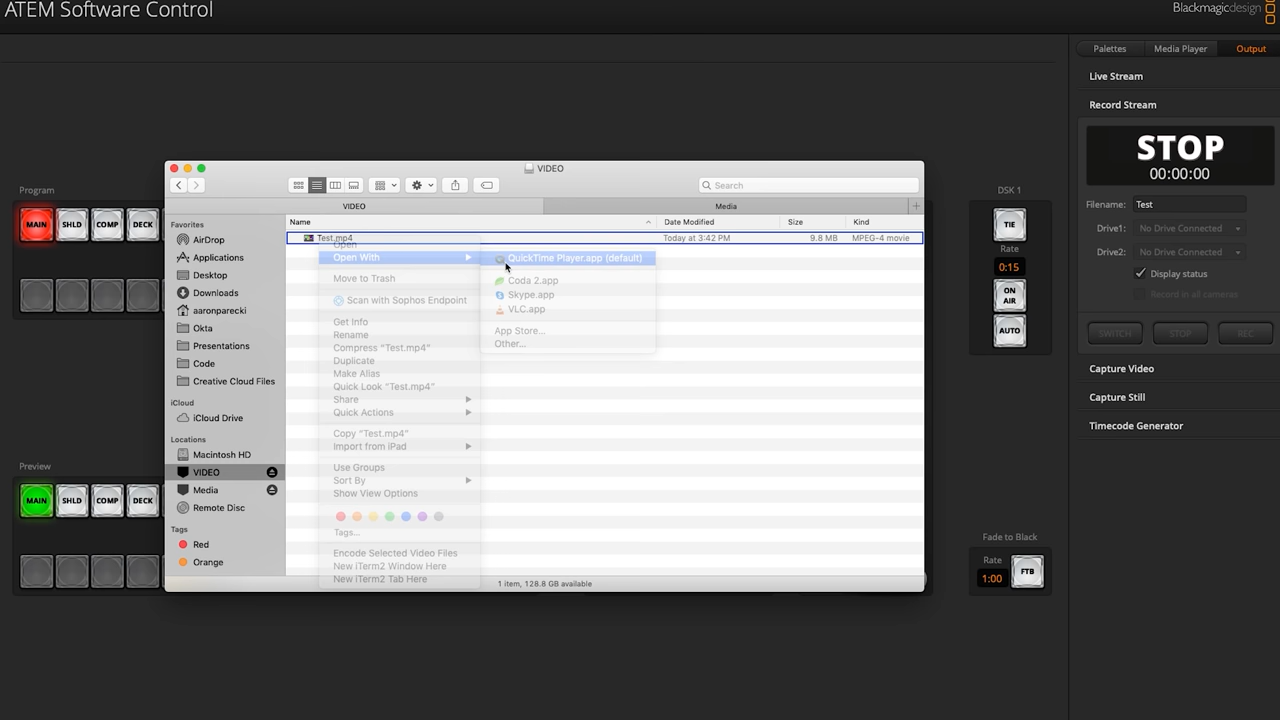 ATEM Software Control
Blackmagicdesign
Palettes
Media Player
Output
Live Stream
Record Stream
STOP
00:00:00
Filename:
Test
Drive1:
No Drive Connected
Drive2:
No Drive Connected
Display status
Record in all cameras
SWITCH
STOP
REC
Capture Video
Capture Still
Timecode Generator
Program
MAIN
SHLD
COMP
DECK
Preview
MAIN
SHLD
COMP
DECK
DSK 1
TIE
Rate
0:15
ON
AIR
AUTO
Fade to Black
Rate
1:00
FTB
VIDEO
Search
VIDEO
Media
Favorites
AirDrop
Applications
Desktop
Downloads
aaronparecki
Okta
Presentations
Code
Creative Cloud Files
iCloud
iCloud Drive
Locations
Macintosh HD
VIDEO
Media
Remote Disc
Tags
Red
Orange
Name
Date Modified
Size
Kind
Test.mp4
Today at 3:42 PM
9.8 MB
MPEG-4 movie
Open
Open With
Move to Trash
Scan with Sophos Endpoint
Get Info
Rename
Compress "Test.mp4"
Duplicate
Make Alias
Quick Look "Test.mp4"
Share
Quick Actions
Copy "Test.mp4"
Import from iPad
Use Groups
Sort By
Show View Options
Tags...
Encode Selected Video Files
New iTerm2 Window Here
New iTerm2 Tab Here
QuickTime Player.app (default)
Coda 2.app
Skype.app
VLC.app
App Store...
Other...
1 item, 128.8 GB available